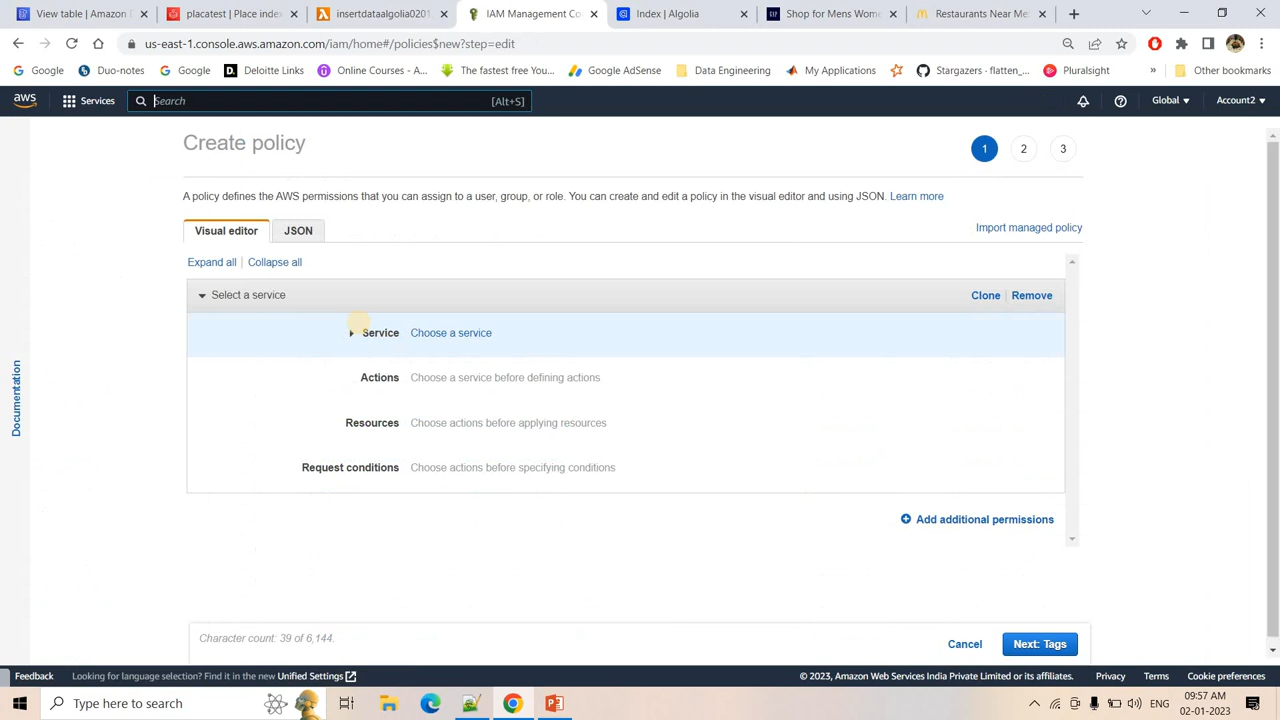 View table | Amazon D
placatest | Place index
insertdataalgolia0201
IAM Management Co
Index | Algolia
Shop for Mens Wo
Restaurants Near Me
us-east-1.console.aws.amazon.com/iam/home#/policies$new?step=edit
Google
Duo-notes
Google
Deloitte Links
Online Courses - A...
The fastest free You...
Google AdSense
Data Engineering
My Applications
Stargazers · flatten_...
Pluralsight
»
Other bookmarks
aws
Services
Search
[Alt+S]
Global
Account2
Create policy
1
2
3
A policy defines the AWS permissions that you can assign to a user, group, or role. You can create and edit a policy in the visual editor and using JSON. Learn more
Visual editor
JSON
Import managed policy
Expand all | Collapse all
Select a service
Clone | Remove
Service Choose a service
Actions Choose a service before defining actions
Resources Choose actions before applying resources
Request conditions Choose actions before specifying conditions
Add additional permissions
Documentation
Character count: 39 of 6,144.
Cancel
Next: Tags
Feedback
Looking for language selection? Find it in the new Unified Settings
© 2023, Amazon Web Services India Private Limited or its affiliates.
Privacy
Terms
Cookie preferences
Type here to search
ENG
09:57 AM
02-01-2023